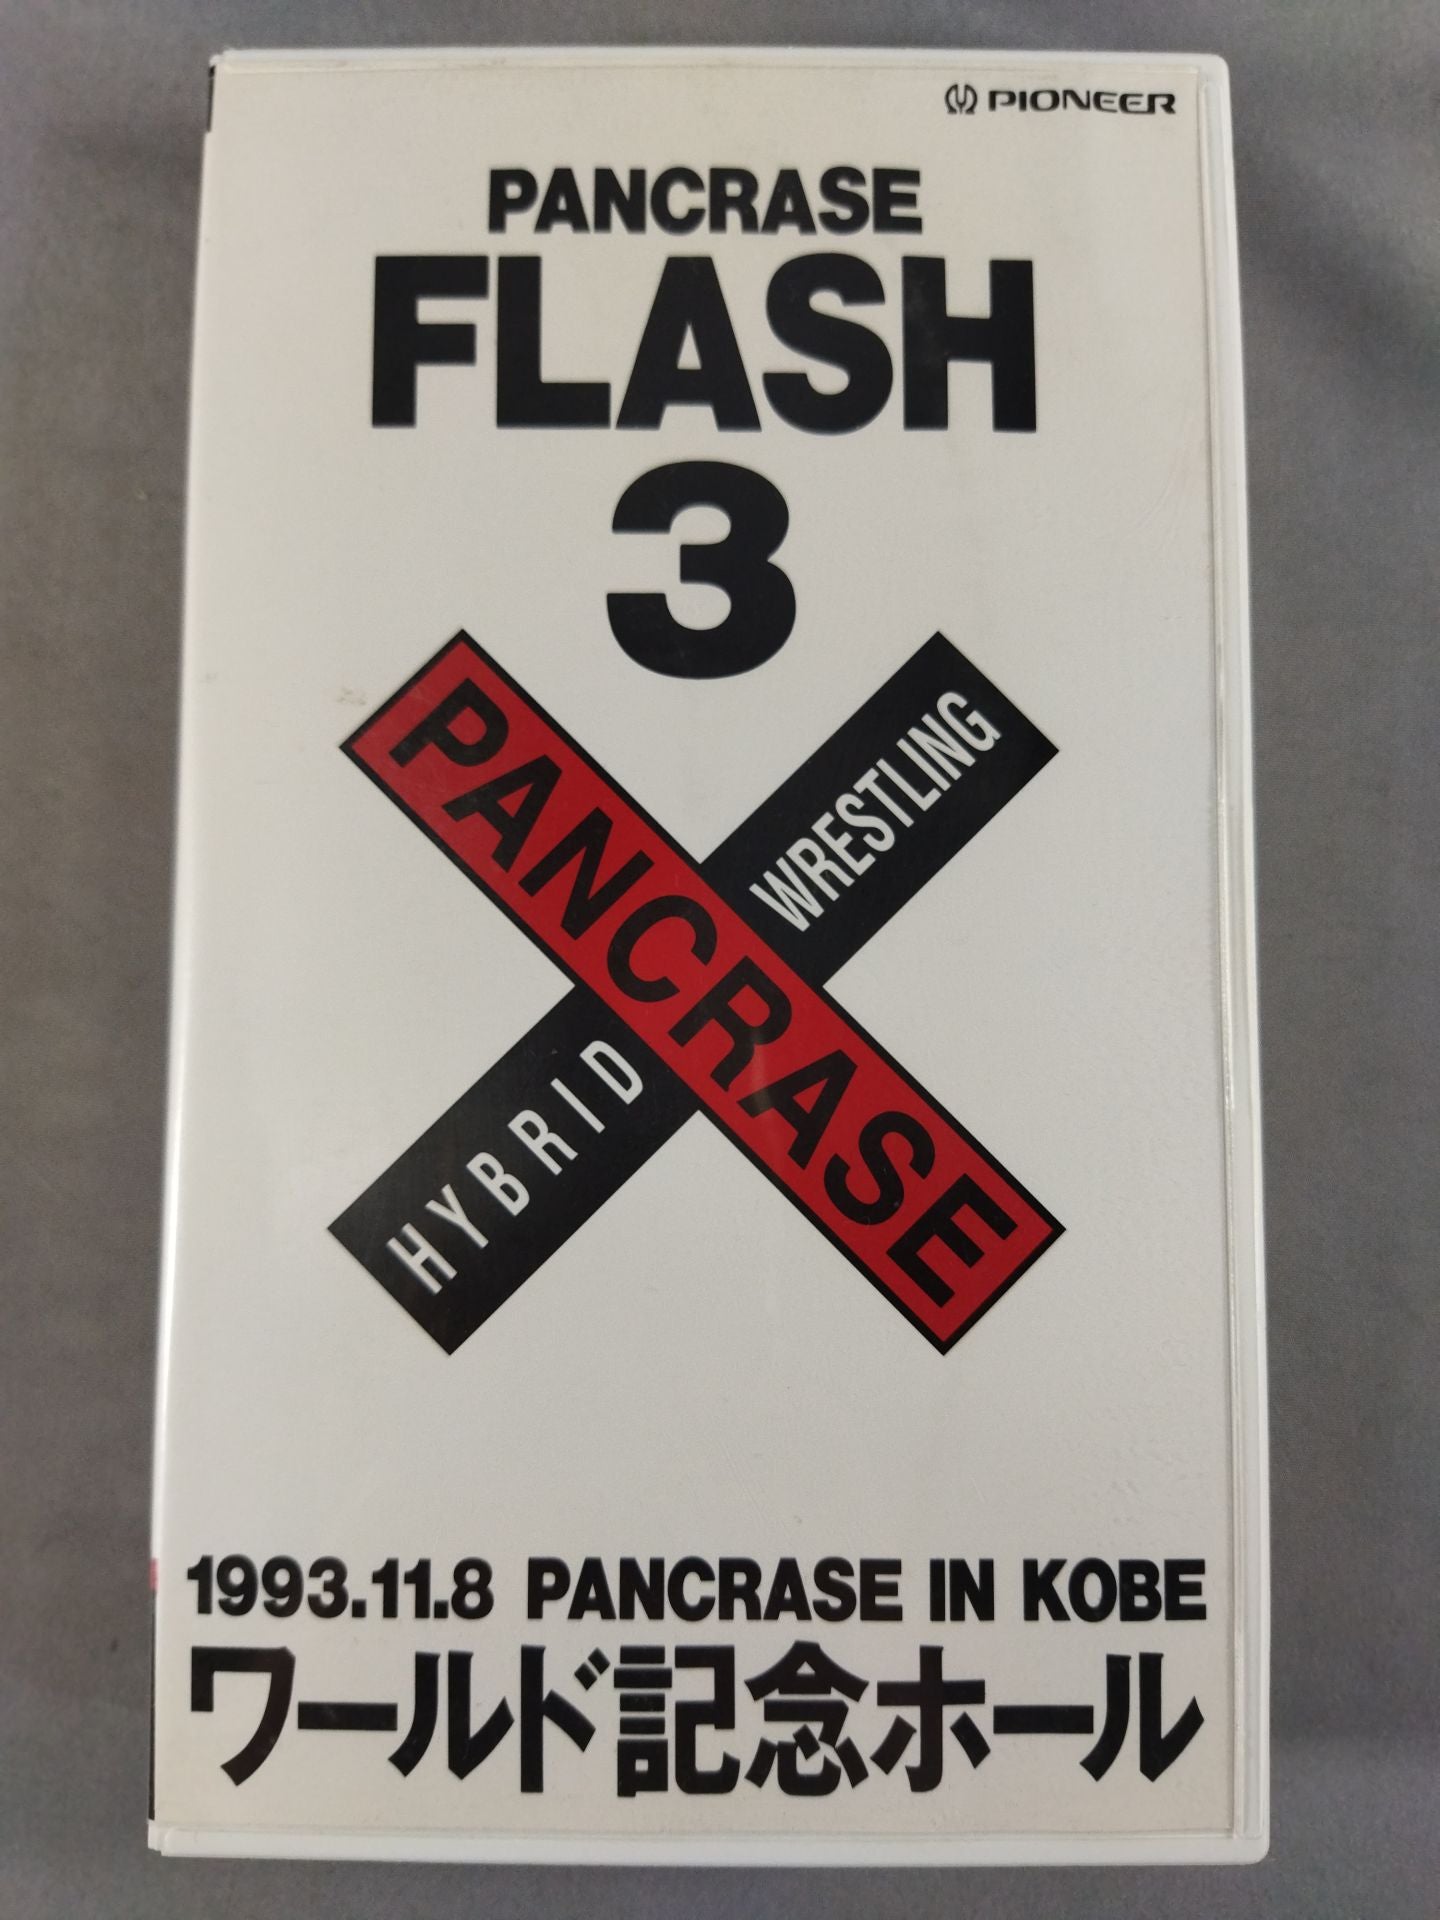 PIONEER
PANCRASE
FLASH
3
PANCRASE
HYBRID WRESTLING
1993.11.8 PANCRASE IN KOBE
ワールド記念ホール